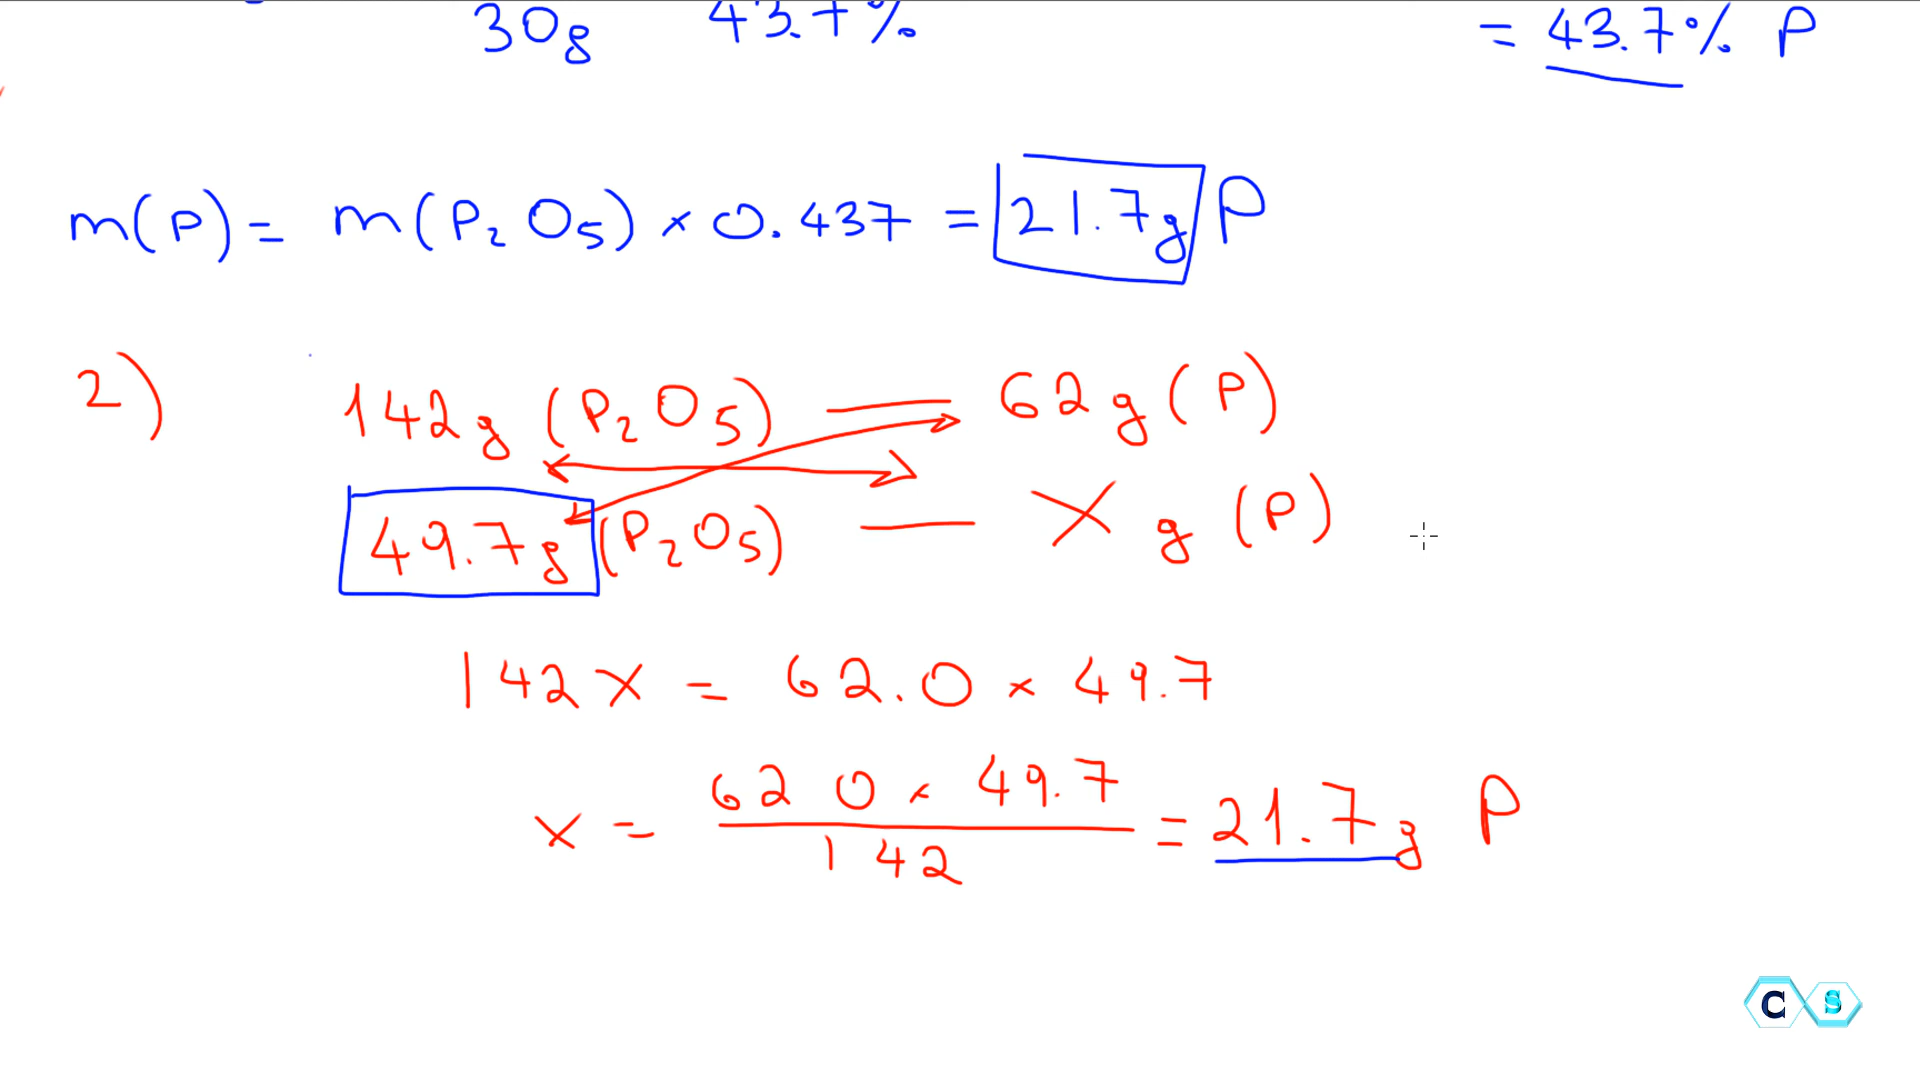 30g 43.7% = 43.7% P
m(P) = m(P₂O₅) × 0.437 = 21.7g P
2) 142g (P₂O₅) = 62g (P)
49.7g (P₂O₅) — X g (P)
142X = 62.0 × 49.7
x = 62 0 × 49.7 / 142 = 21.7g P
C S